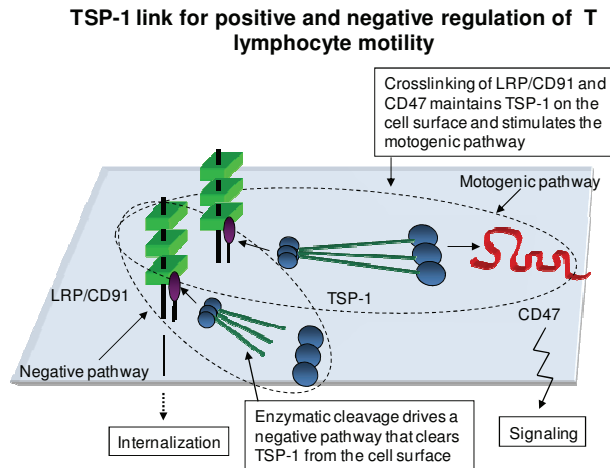 TSP-1 link for positive and negative regulation of T
lymphocyte motility
Crosslinking of LRP/CD91 and
CD47 maintains TSP-1 on the
cell surface and stimulates the
motogenic pathway
Motogenic pathway
LRP/CD91
TSP-1
CD47
Negative pathway
Internalization
Enzymatic cleavage drives a
negative pathway that clears
TSP-1 from the cell surface
Signaling